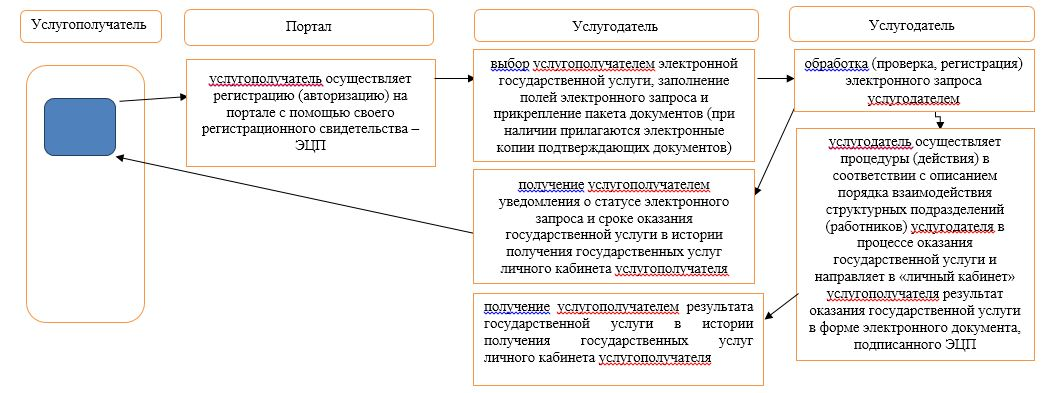 Услугополучатель
Портал
Услугодатель
Услугодатель
услугополучатель осуществляет
регистрацию (авторизацию) на
портале с помощью своего
регистрационного свидетельства –
ЭЦП
выбор услугополучателем электронной
государственной услуги, заполнение
полей электронного запроса и
прикрепление пакета документов (при
наличии прилагаются электронные
копии подтверждающих документов)
обработка (проверка, регистрация)
электронного запроса
услугодателем
получение услугополучателем
уведомления о статусе электронного
запроса и сроке оказания
государственной услуги в истории
получения государственных услуг
личного кабинета услугополучателя
услугодатель осуществляет
процедуры (действия) в
соответствии с описанием
порядка взаимодействия
структурных подразделений
(работников) услугодателя в
процессе оказания
государственной услуги и
направляет в «личный кабинет»
услугополучателя результат
оказания государственной услуги
в форме электронного документа,
подписанного ЭЦП
получение услугополучателем результата
государственной услуги в истории
получения государственных услуг
личного кабинета услугополучателя